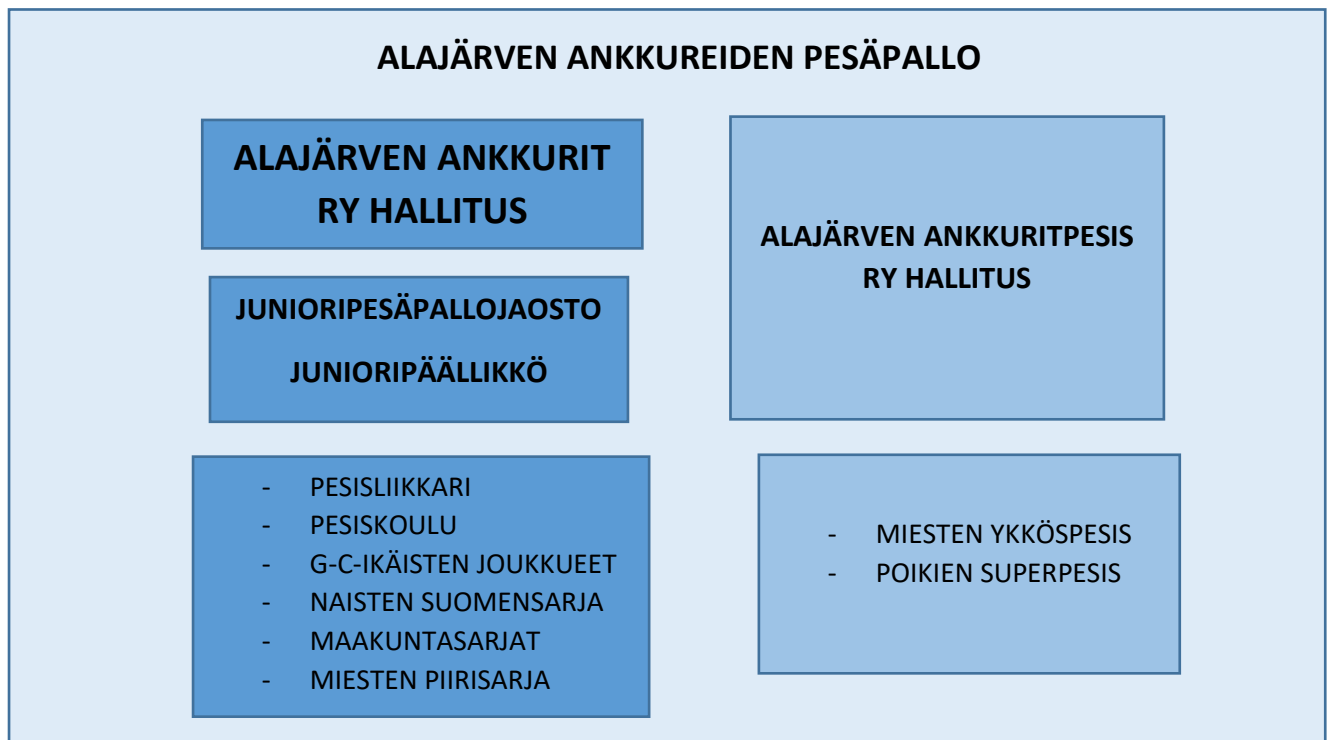 ALAJÄRVEN ANKKUREIDEN PESÄPALLO
ALAJÄRVEN ANKKURIT
RY HALLITUS
JUNIORIPESÄPALLOJAOSTO
JUNIORIPÄÄLLIKKÖ
- PESISLIIKKARI
- PESISKOULU
- G-C-IKÄISTEN JOUKKUEET
- NAISTEN SUOMENSARJA
- MAAKUNTASARJAT
- MIESTEN PIIRISARJA
ALAJÄRVEN ANKKURITPESIS
RY HALLITUS
- MIESTEN YKKÖSPESIS
- POIKIEN SUPERPESIS